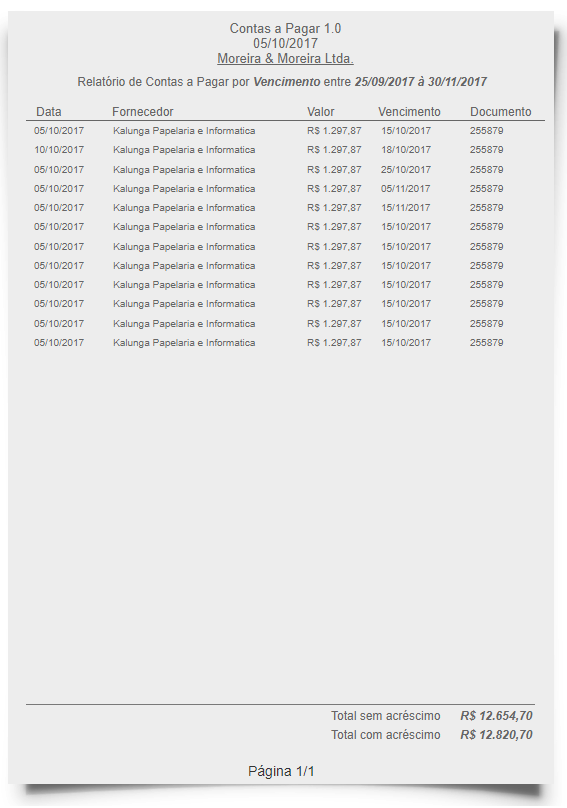 Contas a Pagar 1.0
05/10/2017
Moreira & Moreira Ltda.
Relatório de Contas a Pagar por Vencimento entre 25/09/2017 à 30/11/2017
Data Fornecedor Valor Vencimento Documento
05/10/2017 Kalunga Papelaria e Informatica R$ 1.297,87 15/10/2017 255879
10/10/2017 Kalunga Papelaria e Informatica R$ 1.297,87 18/10/2017 255879
05/10/2017 Kalunga Papelaria e Informatica R$ 1.297,87 25/10/2017 255879
05/10/2017 Kalunga Papelaria e Informatica R$ 1.297,87 05/11/2017 255879
05/10/2017 Kalunga Papelaria e Informatica R$ 1.297,87 15/11/2017 255879
05/10/2017 Kalunga Papelaria e Informatica R$ 1.297,87 15/10/2017 255879
05/10/2017 Kalunga Papelaria e Informatica R$ 1.297,87 15/10/2017 255879
05/10/2017 Kalunga Papelaria e Informatica R$ 1.297,87 15/10/2017 255879
05/10/2017 Kalunga Papelaria e Informatica R$ 1.297,87 15/10/2017 255879
05/10/2017 Kalunga Papelaria e Informatica R$ 1.297,87 15/10/2017 255879
05/10/2017 Kalunga Papelaria e Informatica R$ 1.297,87 15/10/2017 255879
05/10/2017 Kalunga Papelaria e Informatica R$ 1.297,87 15/10/2017 255879
Total sem acréscimo R$ 12.654,70
Total com acréscimo R$ 12.820,70
Página 1/1